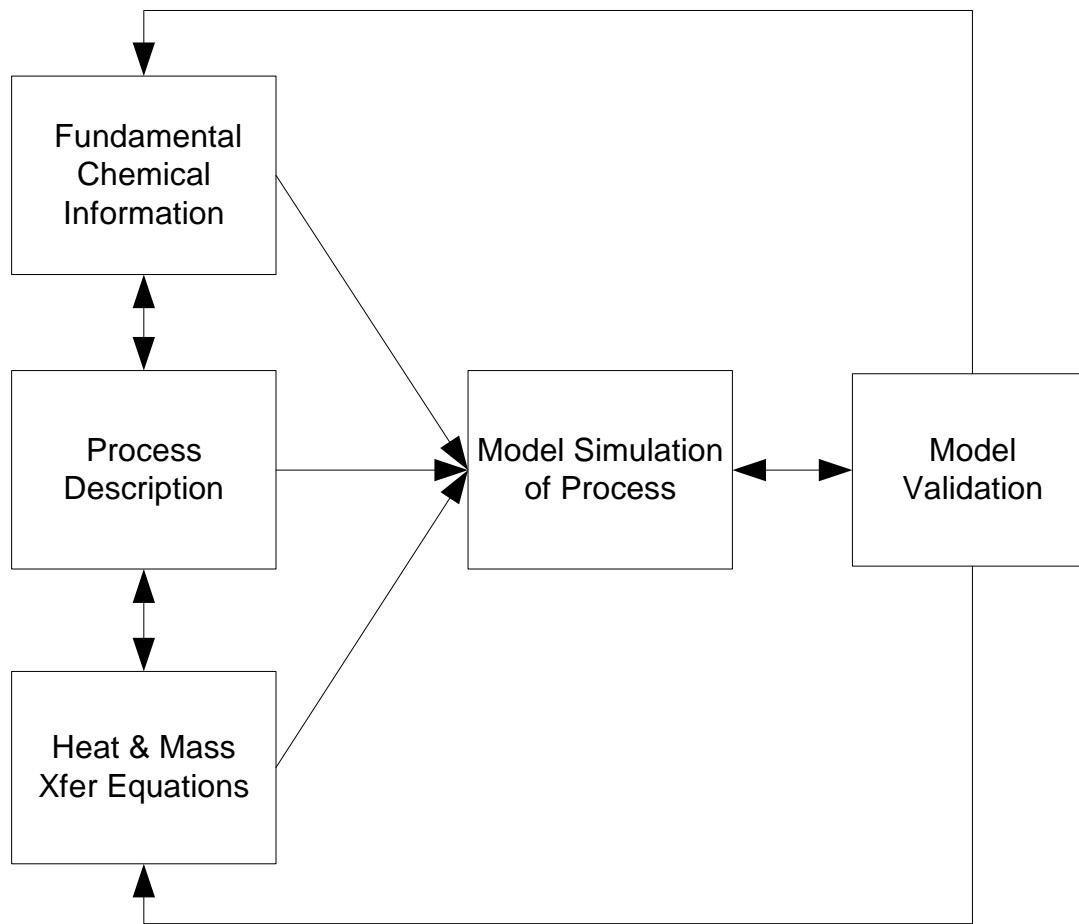 Fundamental
Chemical
Information
Process
Description
Model Simulation
of Process
Model
Validation
Heat & Mass
Xfer Equations